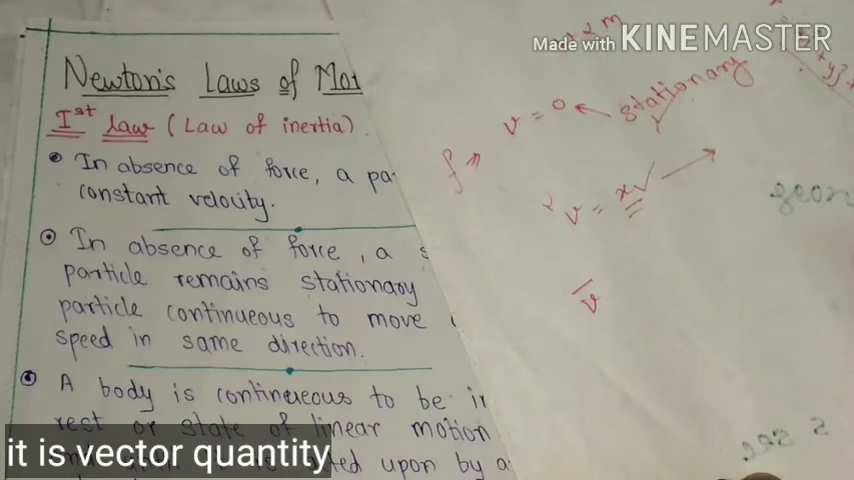 Newton's Laws of Mot
Ist law (Law of inertia)
In absence of force, a pa
constant velocity.
In absence of force, a s
particle remains stationary
particle continueous to move
speed in same direction.
A body is continueous to be in
rest or state of linear motion
upon by a
it is vector quantity
Made with KINEMASTER
v = 0 stationary
v = x
v